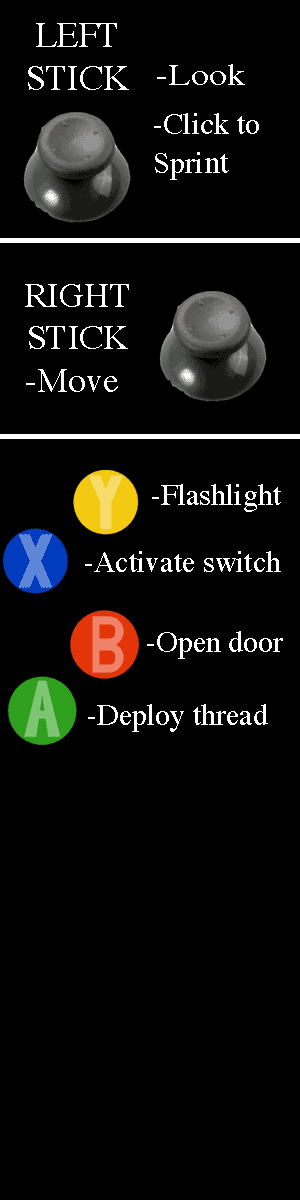 LEFT
STICK
-Look
-Click to
Sprint
RIGHT
STICK
-Move
Y
-Flashlight
X
-Activate switch
B
-Open door
A
-Deploy thread